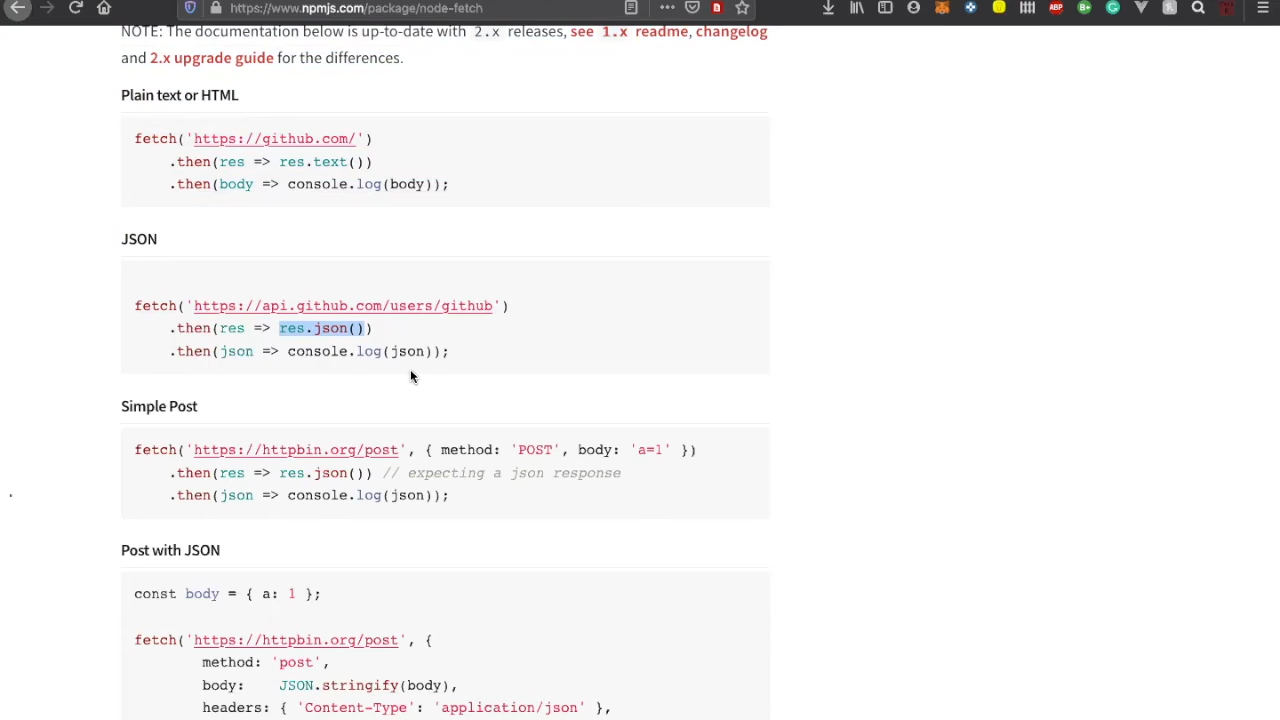 https://www.npmjs.com/package/node-fetch
NOTE: The documentation below is up-to-date with 2.x releases, see 1.x readme, changelog
and 2.x upgrade guide for the differences.
Plain text or HTML
fetch('https://github.com/')
    .then(res => res.text())
    .then(body => console.log(body));
JSON
fetch('https://api.github.com/users/github')
    .then(res => res.json())
    .then(json => console.log(json));
Simple Post
fetch('https://httpbin.org/post', { method: 'POST', body: 'a=1' })
    .then(res => res.json()) // expecting a json response
    .then(json => console.log(json));
Post with JSON
const body = { a: 1 };
fetch('https://httpbin.org/post', {
        method: 'post',
        body:    JSON.stringify(body),
        headers: { 'Content-Type': 'application/json' },